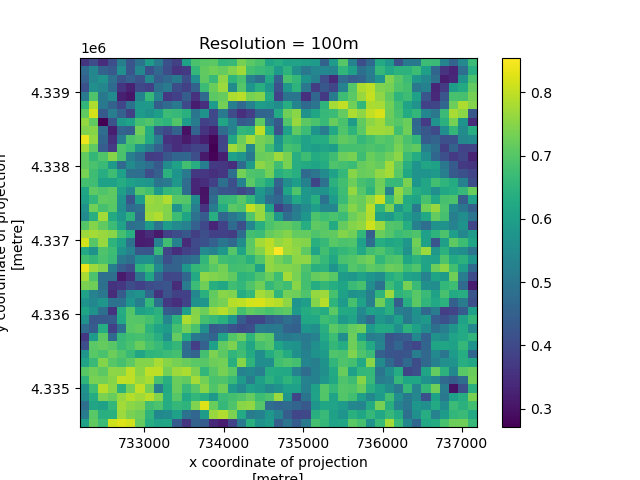 Resolution = 100m
1e6
4.339
4.338
4.337
4.336
4.335
y coordinate of projection
[metre]
733000 734000 735000 736000 737000
x coordinate of projection
[metre]
0.8
0.7
0.6
0.5
0.4
0.3